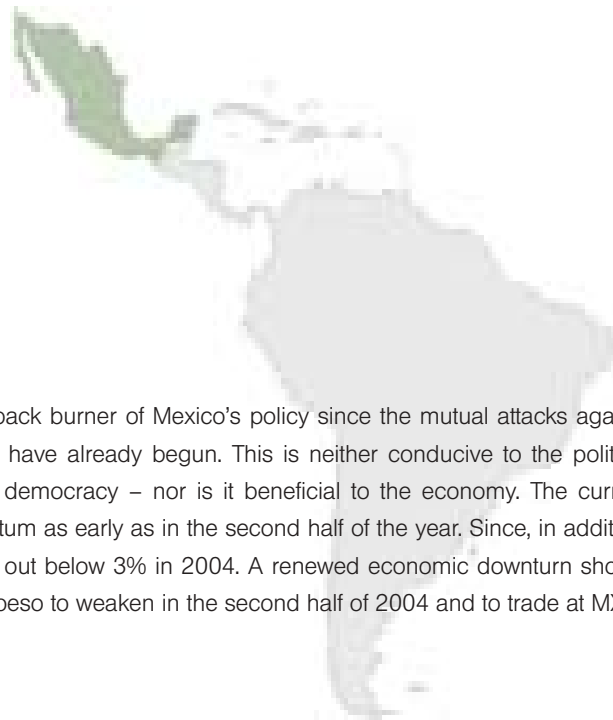 back burner of Mexico’s policy since the mutual attacks aga
have already begun. This is neither conducive to the polit
democracy – nor is it beneficial to the economy. The curr
tum as early as in the second half of the year. Since, in addit
out below 3% in 2004. A renewed economic downturn sho
peso to weaken in the second half of 2004 and to trade at MX